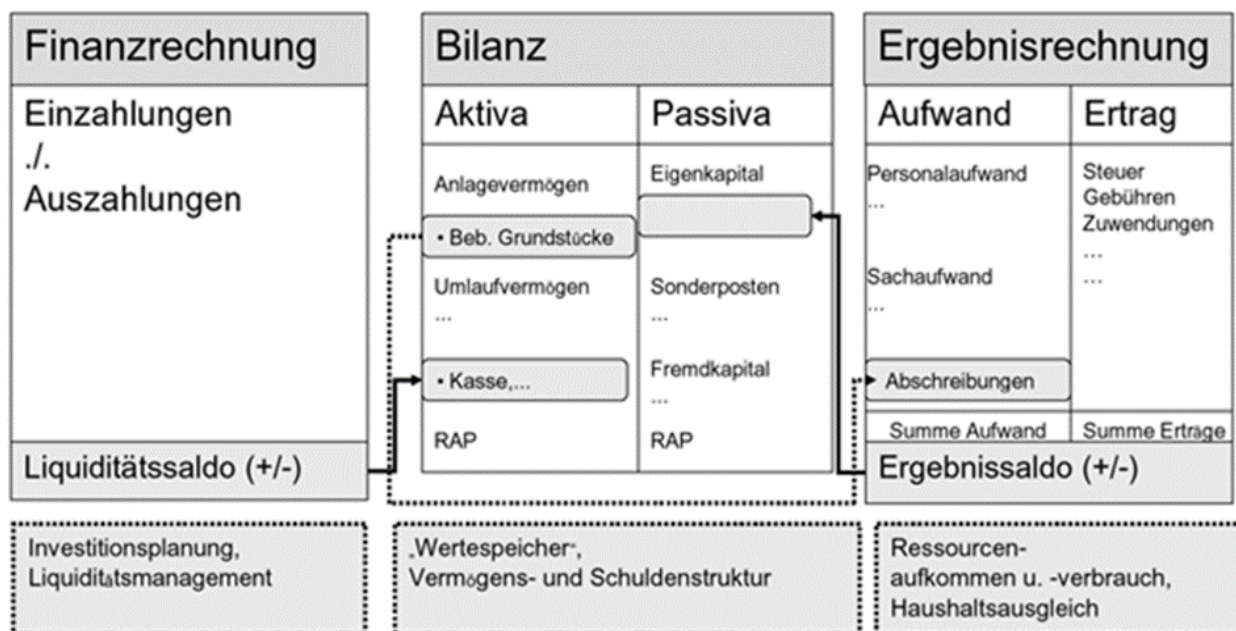 Finanzrechnung
Einzahlungen
./.
Auszahlungen
Liquiditätssaldo (+/-)
Investitionsplanung,
Liquiditätsmanagement
Bilanz
Aktiva
Anlagevermögen
• Beb. Grundstücke
Umlaufvermögen
...
• Kasse,...
RAP
Passiva
Eigenkapital
Sonderposten
...
Fremdkapital
...
RAP
„Wertespeicher“,
Vermögens- und Schuldenstruktur
Ergebnisrechnung
Aufwand
Personalaufwand
...
Sachaufwand
...
Abschreibungen
Summe Aufwand
Ertrag
Steuer
Gebühren
Zuwendungen
...
...
Summe Erträge
Ergebnissaldo (+/-)
Ressourcen-
aufkommen u. -verbrauch,
Haushaltsausgleich